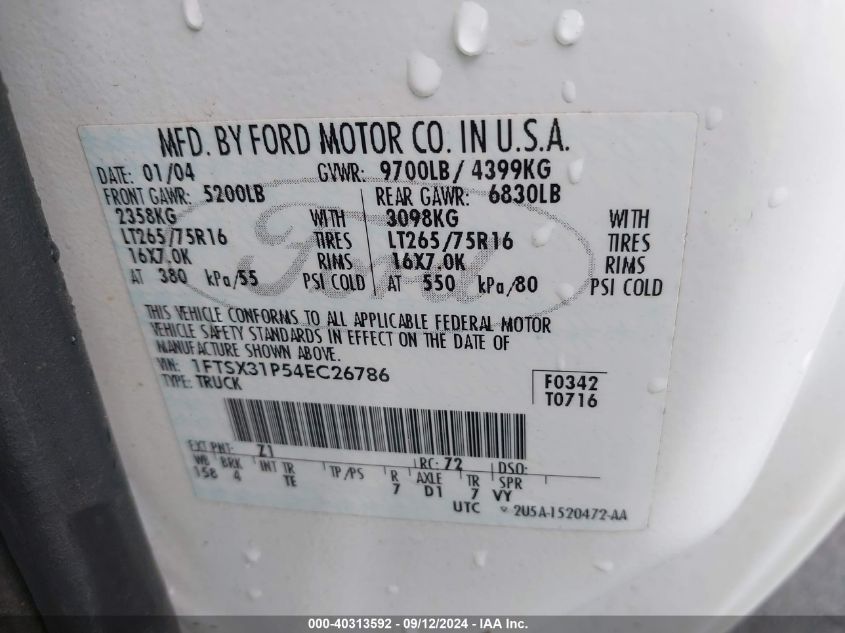 MFD. BY FORD MOTOR CO. IN U.S.A.
DATE: 01/04 GVWR: 9700LB/ 4399KG
FRONT GAWR: 5200LB REAR GAWR: 6830LB
2358KG WITH 3098KG WITH
LT265/75R16 TIRES LT265/75R16 TIRES
16X7.0K RIMS 16X7.0K RIMS
AT 380 kPa/55 PSI COLD AT 550 kPa/80 PSI COLD
Ford
THIS VEHICLE CONFORMS TO ALL APPLICABLE FEDERAL MOTOR
VEHICLE SAFETY STANDARDS IN EFFECT ON THE DATE OF
MANUFACTURE SHOWN ABOVE.
VIN: 1FTSX31P54EC26786
TYPE: TRUCK
F0342
T0716
EXT PNT: Z1 RC: 72 DSO:
WB BRK INT TR TP/PS R AXLE TR SPR
158 4 TE 7 D1 7 VY
UTC 2U5A-1520472-AA
000-40313592 - 09/12/2024 - IAA Inc.